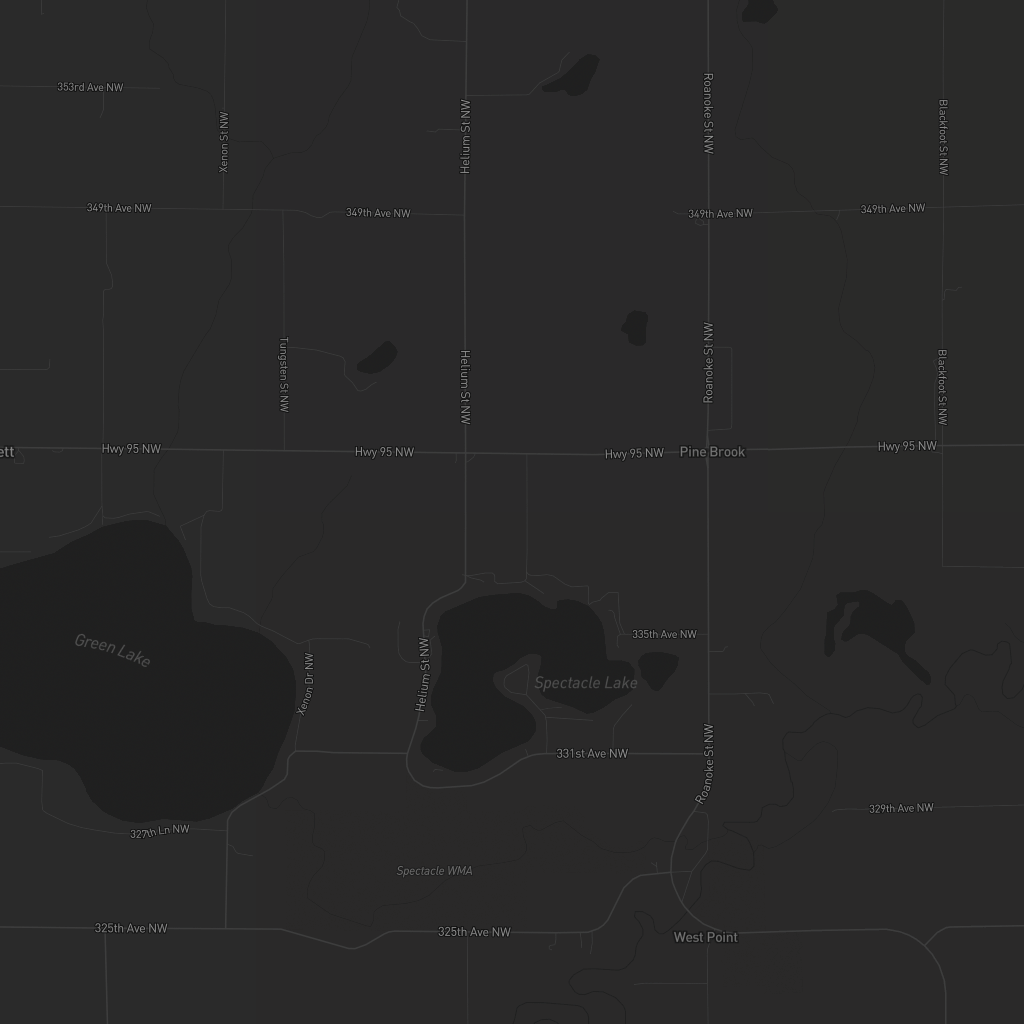 353rd Ave NW
Xenon St NW
Helium St NW
Roanoke St NW
Blackfoot St NW
349th Ave NW
349th Ave NW
349th Ave NW
349th Ave NW
Tungsten St NW
Helium St NW
Roanoke St NW
Blackfoot St NW
ett
Hwy 95 NW
Hwy 95 NW
Hwy 95 NW
Pine Brook
Hwy 95 NW
Green Lake
335th Ave NW
Xenon Dr NW
Helium St NW
Spectacle Lake
331st Ave NW
Roanoke St NW
327th Ln NW
329th Ave NW
Spectacle WMA
325th Ave NW
325th Ave NW
West Point